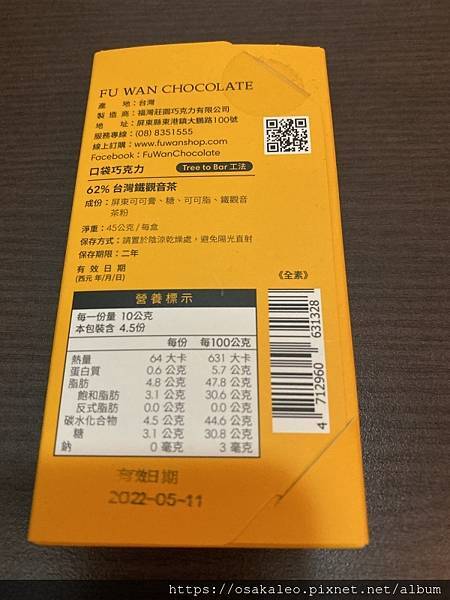 FU WAN CHOCOLATE
產 地：台灣
製 造 商：福灣莊園巧克力有限公司
地 址：屏東縣東港鎮大鵬路100號
服務專線：(08) 8351555
線上訂購：www.fuwanshop.com
Facebook：FuWanChocolate
口袋巧克力 Tree to Bar 工法
62% 台灣鐵觀音茶
成份：屏東可可膏、糖、可可脂、鐵觀音
茶粉
淨重：45公克 / 每盒
保存方式：請置於陰涼乾燥處，避免陽光直射
保存期限：二年
有 效 日 期
(西元 年/月/日)
《全素》
營養標示
每一份量 10公克
本包裝含 4.5份
每份 每100公克
熱量 64 大卡 631 大卡
蛋白質 0.6 公克 5.7 公克
脂肪 4.8 公克 47.8 公克
飽和脂肪 3.1 公克 30.6 公克
反式脂肪 0.0 公克 0.0 公克
碳水化合物 4.5 公克 44.6 公克
糖 3.1 公克 30.8 公克
鈉 0 毫克 3 毫克
4 712960 631328
有效日期
2022-05-11
https://osakaleo.pixnet.net/album